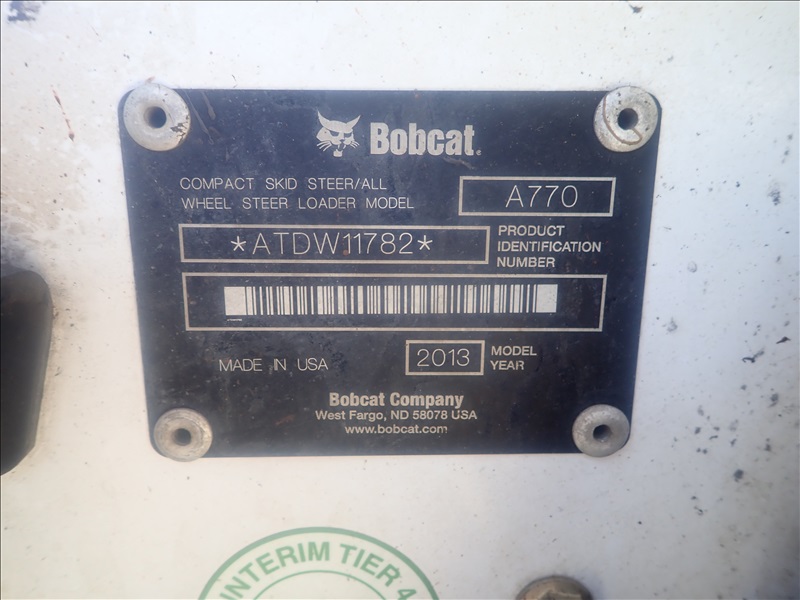 Bobcat.
COMPACT SKID STEER/ALL
WHEEL STEER LOADER MODEL
A770
*ATDW11782*
PRODUCT
IDENTIFICATION
NUMBER
MADE IN USA
2013
MODEL
YEAR
Bobcat Company
West Fargo, ND 58078 USA
www.bobcat.com
INTERIM TIER 4